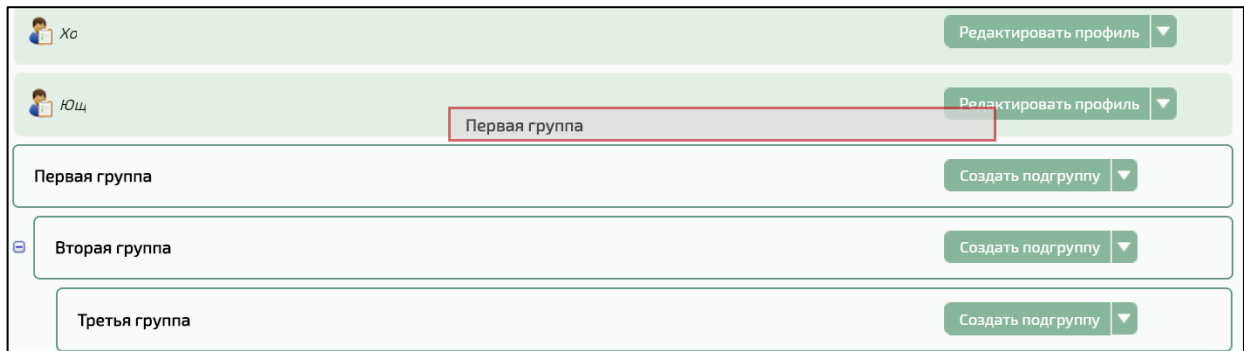 Хо Редактировать профиль
Ющ Редактировать профиль
Первая группа
Первая группа Создать подгруппу
Вторая группа Создать подгруппу
Третья группа Создать подгруппу